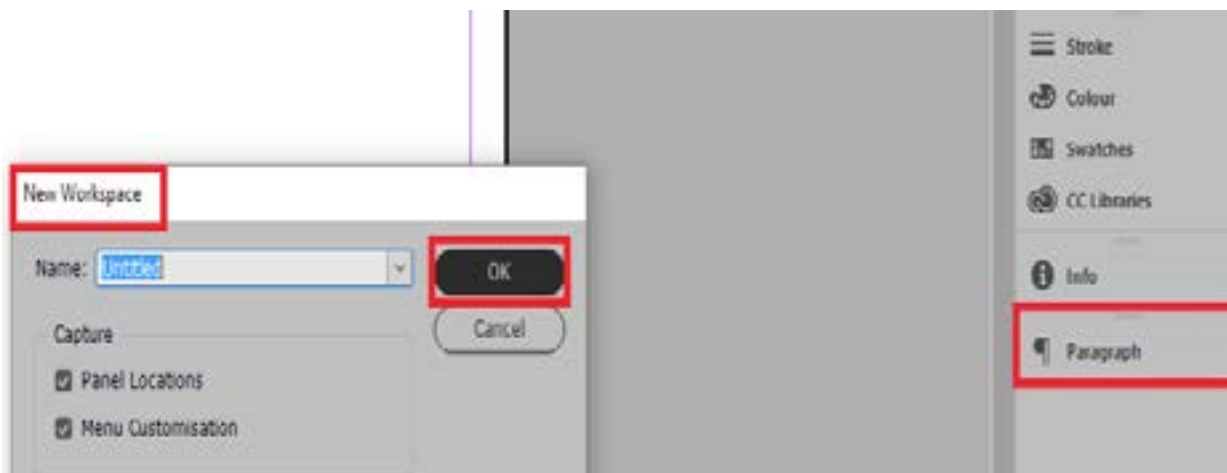 Stroke
Colour
Swatches
CC Libraries
Info
Paragraph
New Workspace
Name: Untitled
OK
Cancel
Capture
Panel Locations
Menu Customisation